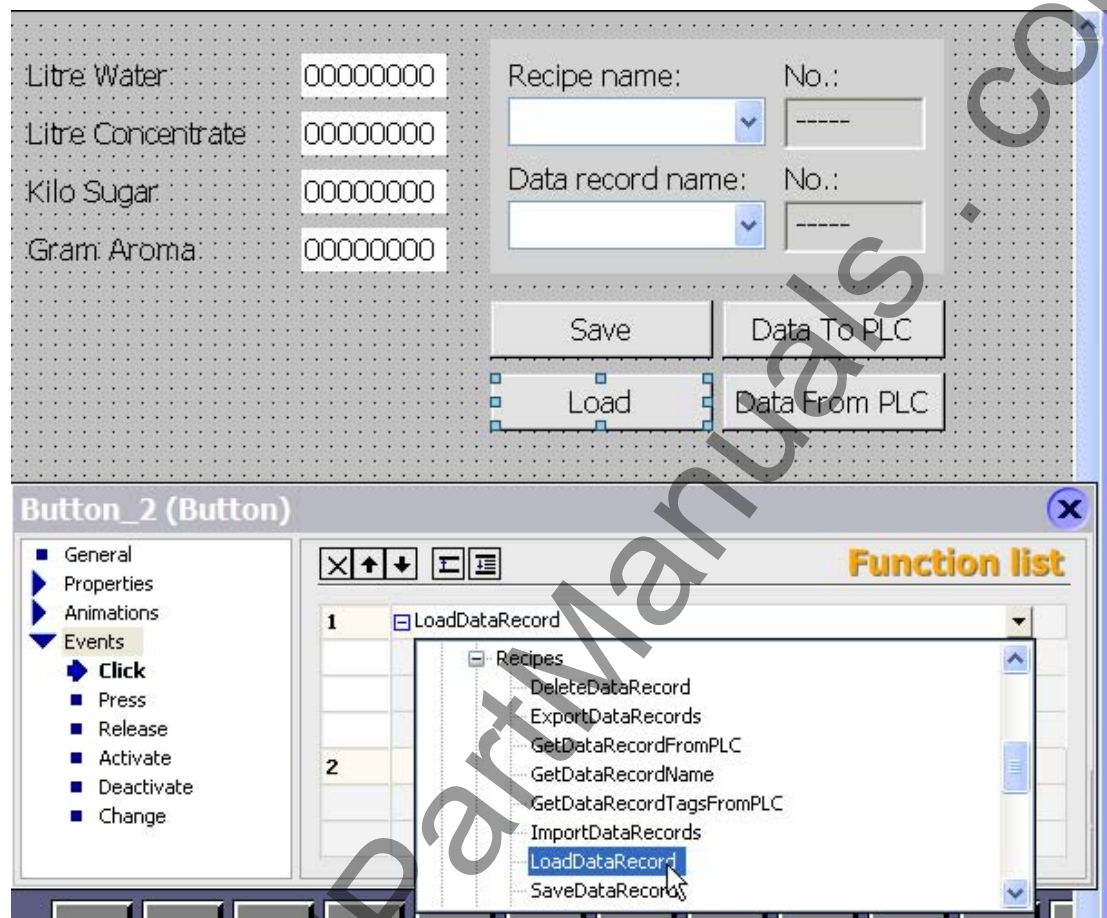 Litre Water 00000000
Litre Concentrate 00000000
Kilo Sugar 00000000
Gram Aroma 00000000
Recipe name: No.:
-----
Data record name: No.:
-----
Save Data To PLC
Load Data From PLC
Button_2 (Button)
General
Properties
Animations
Events
Click
Press
Release
Activate
Deactivate
Change
Function list
1 LoadDataRecord
2
Recipes
DeleteDataRecord
ExportDataRecords
GetDataRecordFromPLC
GetDataRecordName
GetDataRecordTagsFromPLC
ImportDataRecords
LoadDataRecord
SaveDataRecord
PartManuals . co